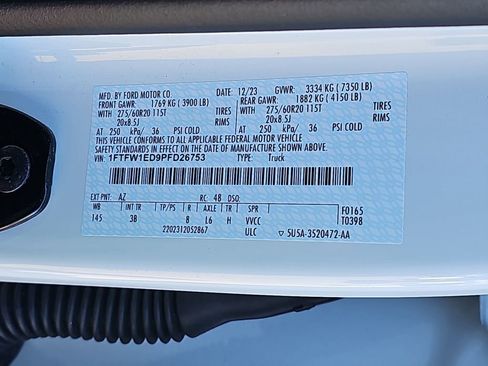 MFD. BY FORD MOTOR CO. 12/23 GVWR: 3334 KG ( 7350 LB)
FRONT GAWR: 1769 KG ( 3900 LB) REAR GAWR: 1882 KG ( 4150 LB)
WITH 275/60R20 115T TIRES WITH 275/60R20 115T TIRES
20x8.5J RIMS 20x8.5J RIMS
AT 250 kPa/ 36 PSI COLD AT 250 kPa/ 36 PSI COLD
THIS VEHICLE CONFORMS TO ALL APPLICABLE FEDERAL MOTOR VEHICLE
SAFETY STANDARDS IN EFFECT ON THE DATE OF MANUFACTURE SHOWN ABOVE.
VIN: 1FTFW1ED9PFD26753 TYPE: Truck
EXT PNT: AZ RC: 48 DSO:
WB INT TR TP/PS R AXLE TR SPR F0165
145 3B 8 L6 H VVCC T0398
2202312052867 ULC ▽ 5U5A-3520472-AA